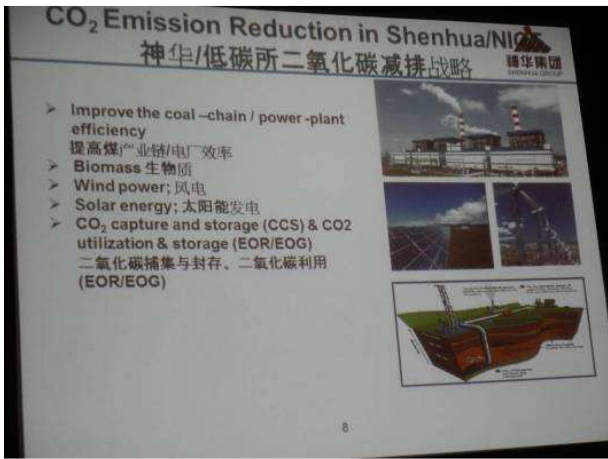 CO₂ Emission Reduction in Shenhua/NICE
神华/低碳所二氧化碳减排战略
神华集团
SHENHUA GROUP
➢ Improve the coal –chain / power -plant
efficiency
提高煤产业链/电厂效率
➢ Biomass 生物质
➢ Wind power; 风电
➢ Solar energy; 太阳能发电
➢ CO₂ capture and storage (CCS) & CO2
utilization & storage (EOR/EOG)
二氧化碳捕集与封存、二氧化碳利用
(EOR/EOG)
8